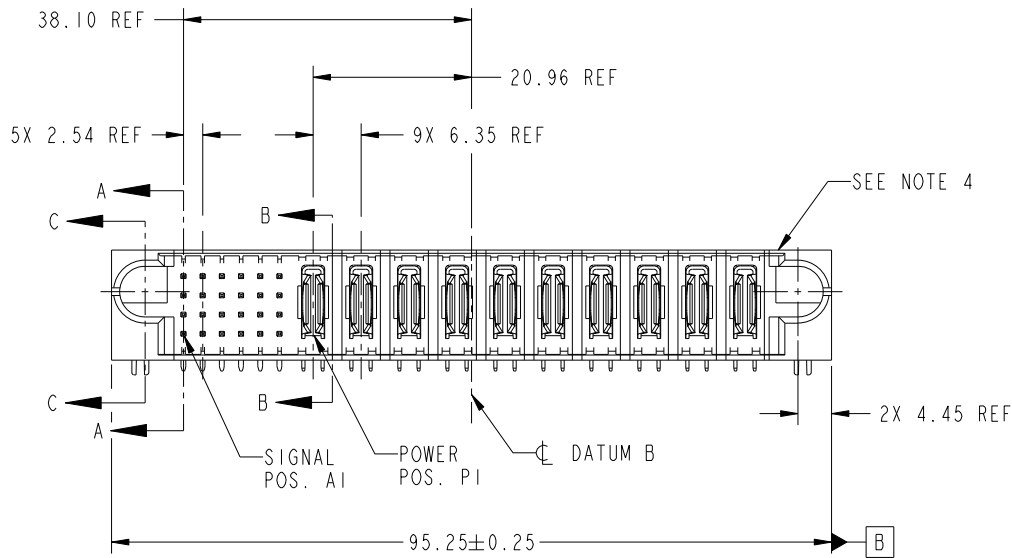 38.10 REF
20.96 REF
5X 2.54 REF
9X 6.35 REF
A
SEE NOTE 4
C
B
C
B
2X 4.45 REF
A
SIGNAL
POS. A1
POWER
POS. P1
℄ DATUM B
95.25±0.25
B